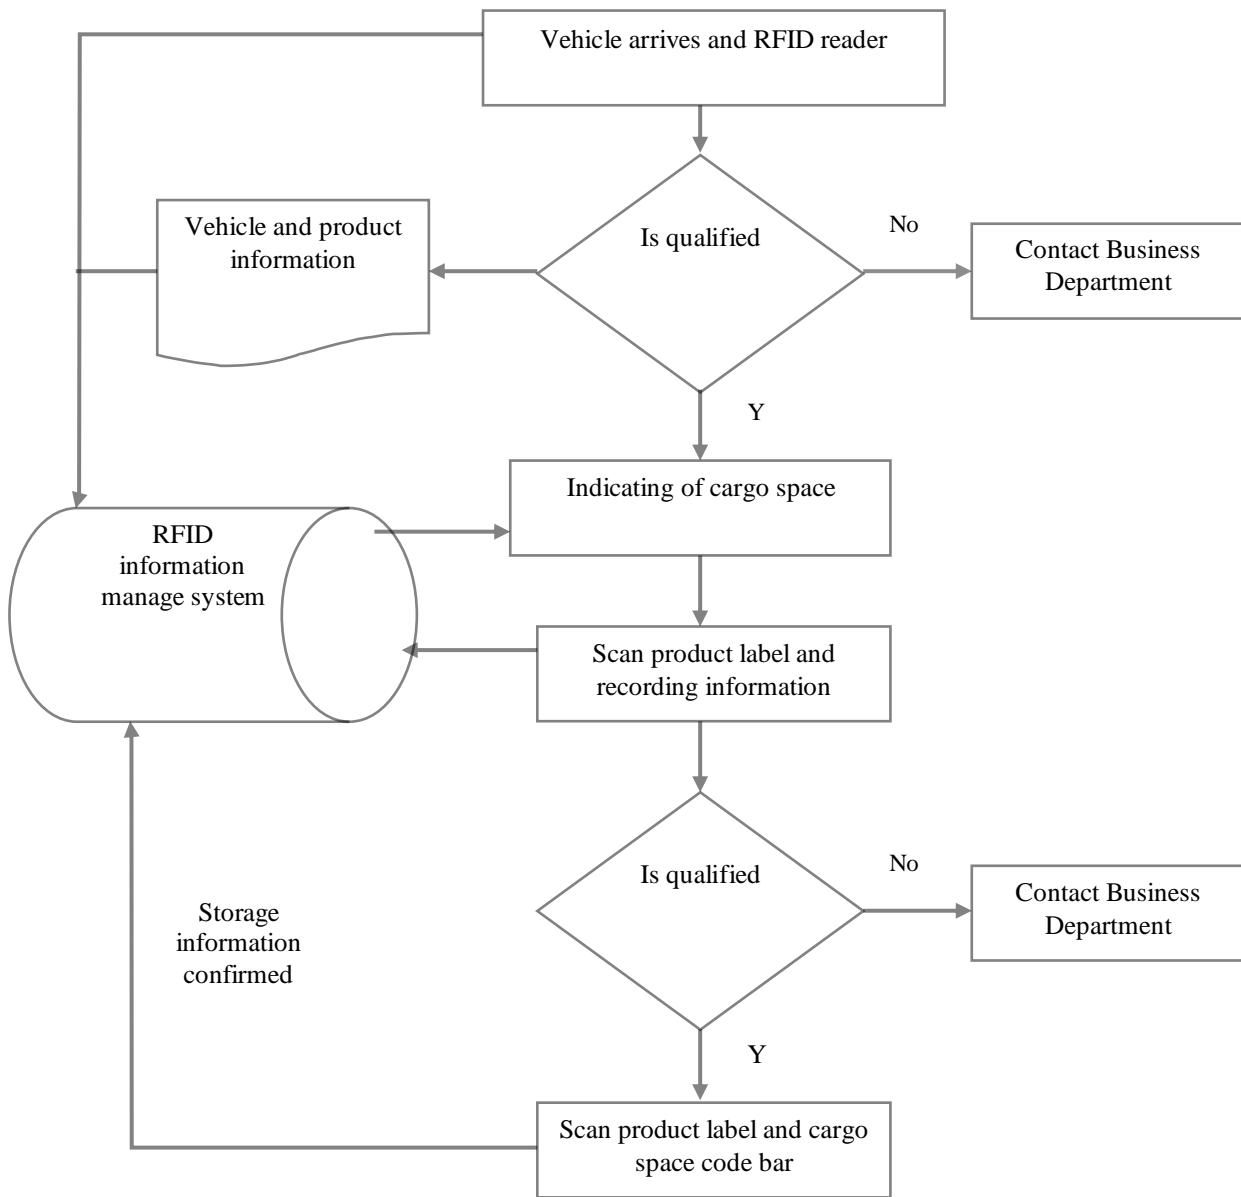 Vehicle arrives and RFID reader
Vehicle and product
information
Is qualified
No
Contact Business
Department
Y
Indicating of cargo space
RFID
information
manage system
Scan product label and
recording information
Is qualified
No
Contact Business
Department
Storage
information
confirmed
Y
Scan product label and cargo
space code bar